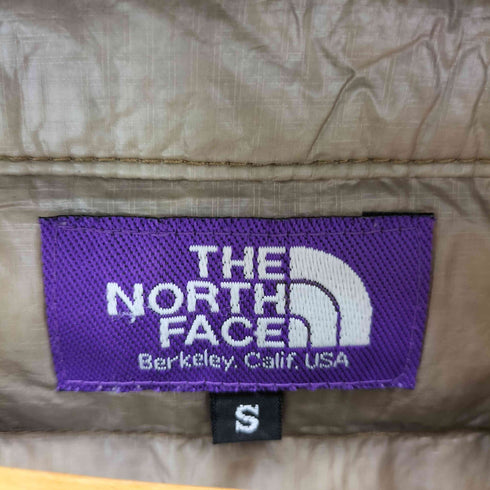 THE
NORTH
FACE
Berkeley, Calif. USA
S